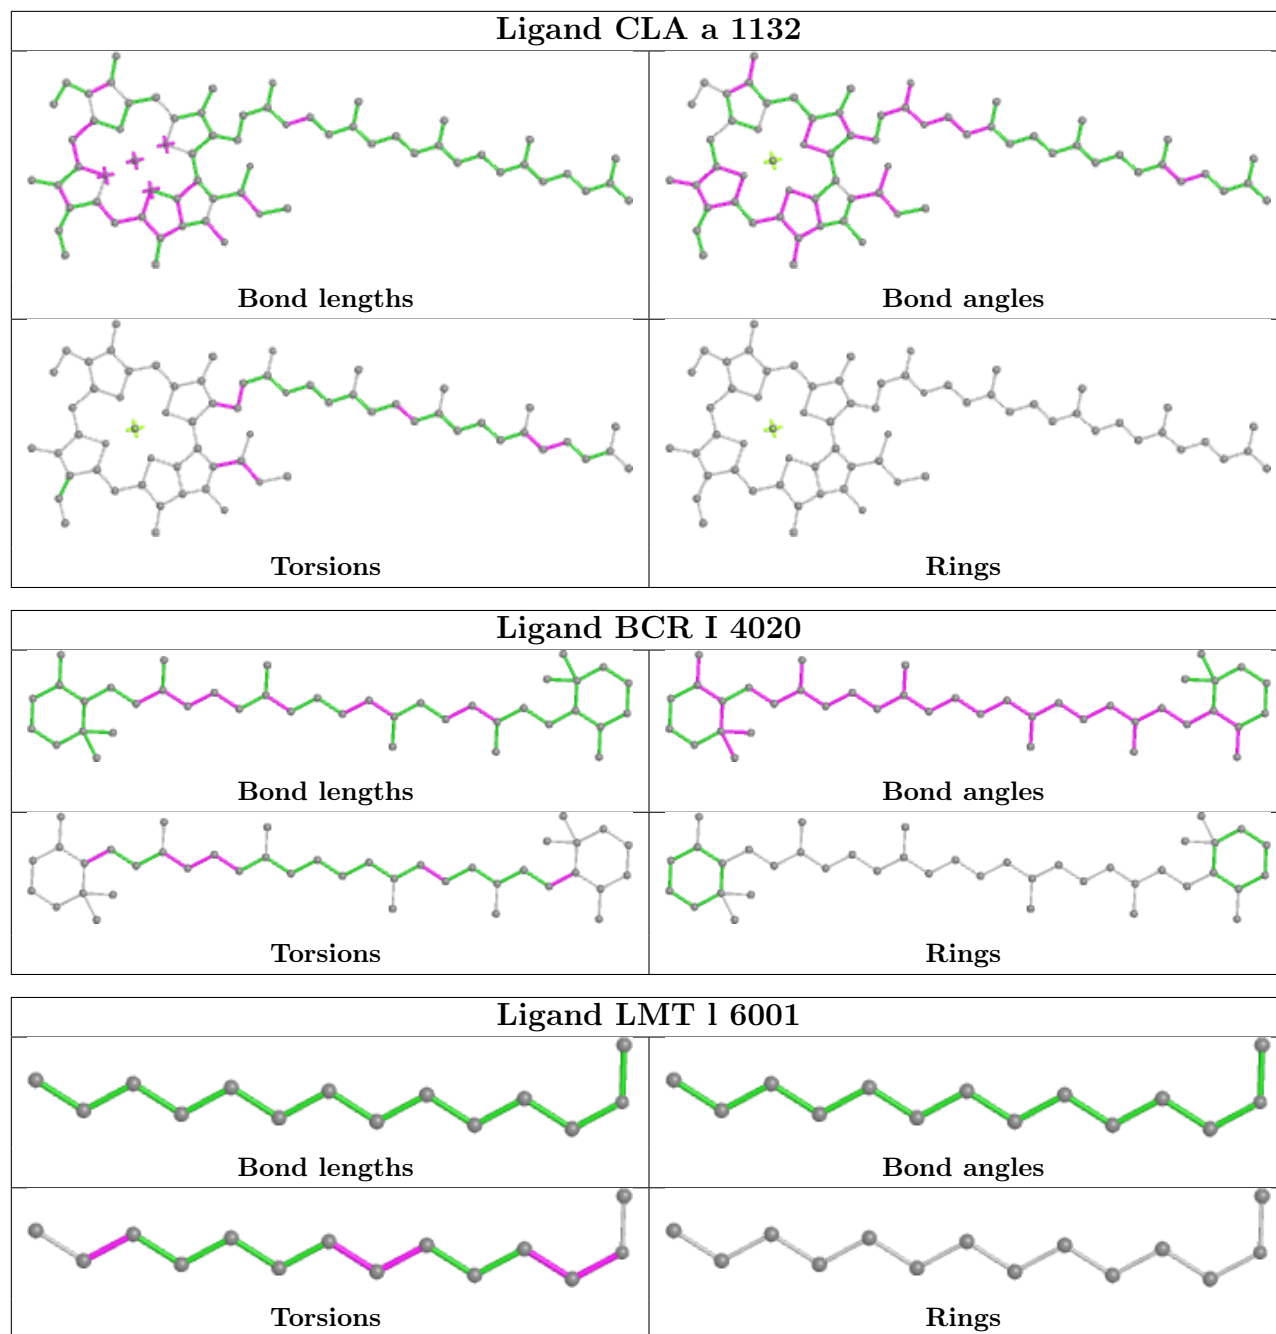 Ligand CLA a 1132
Bond lengths
Bond angles
Torsions
Rings
Ligand BCR I 4020
Bond lengths
Bond angles
Torsions
Rings
Ligand LMT l 6001
Bond lengths
Bond angles
Torsions
Rings